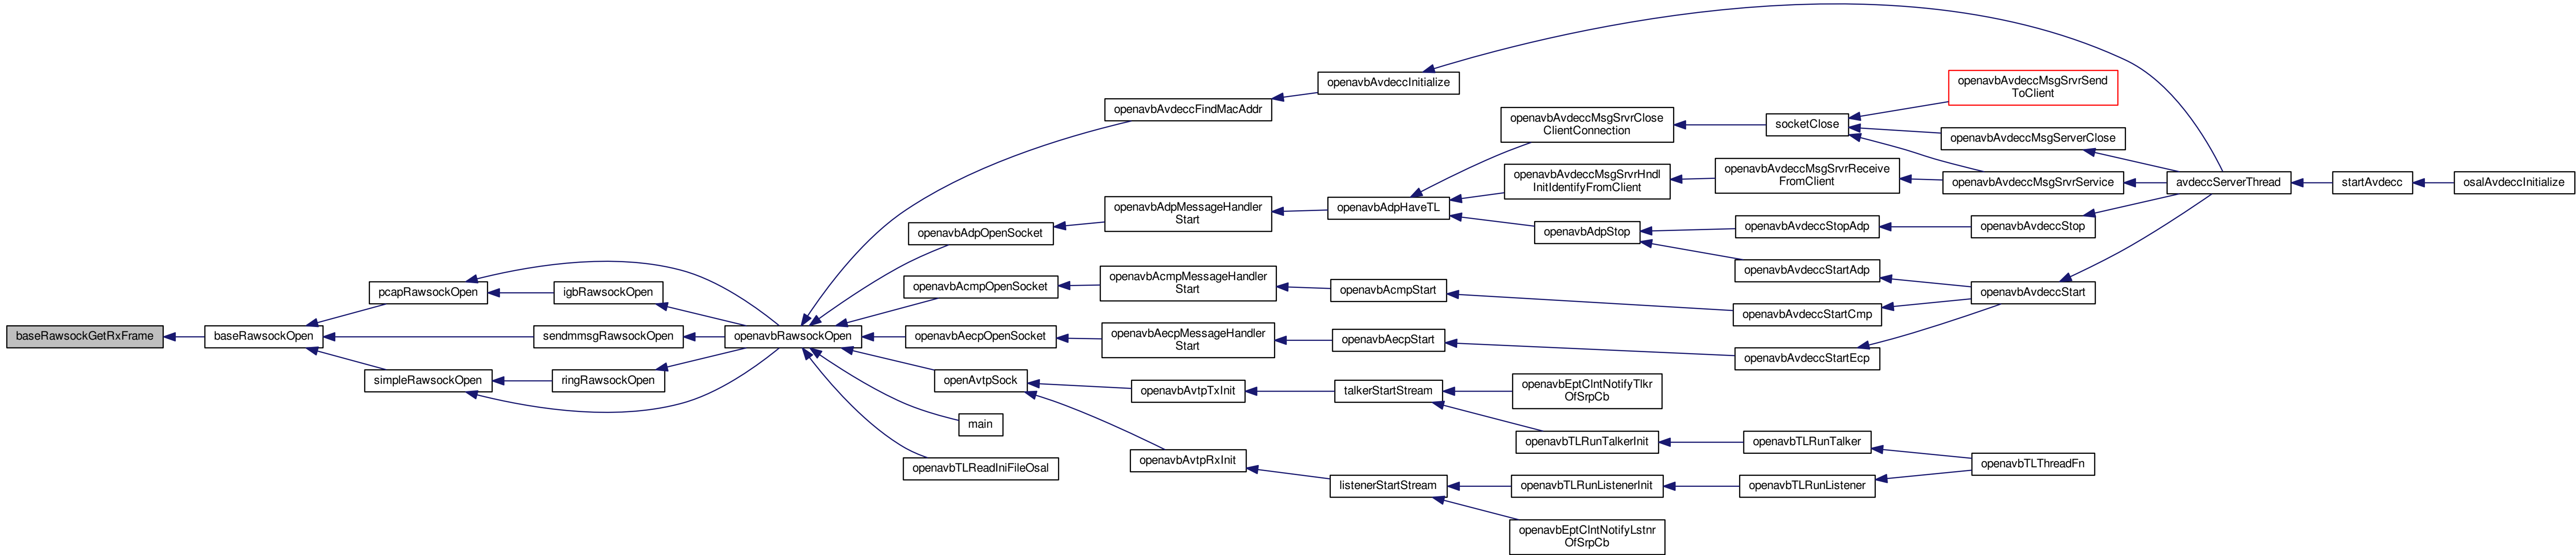 baseRawsockGetRxFrame
baseRawsockOpen
pcapRawsockOpen
sendmmsgRawsockOpen
simpleRawsockOpen
igbRawsockOpen
ringRawsockOpen
openavbRawsockOpen
openavbAvdeccFindMacAddr
openavbAdpOpenSocket
openavbAcmpOpenSocket
openavbAecpOpenSocket
openAvtpSock
main
openavbTLReadIniFileOsal
openavbAvdeccInitialize
openavbAdpMessageHandler
Start
openavbAcmpMessageHandler
Start
openavbAecpMessageHandler
Start
openavbAvtpTxInit
openavbAvtpRxInit
openavbAdpHaveTL
openavbAcmpStart
openavbAecpStart
talkerStartStream
listenerStartStream
openavbAvdeccMsgSrvrClose
ClientConnection
openavbAvdeccMsgSrvrHndl
InitIdentifyFromClient
openavbAdpStop
openavbEptClntNotifyTlkr
OfSrpCb
openavbTLRunTalkerInit
openavbTLRunListenerInit
openavbEptClntNotifyLstnr
OfSrpCb
socketClose
openavbAvdeccMsgSrvrReceive
FromClient
openavbAvdeccStopAdp
openavbAvdeccStartAdp
openavbAvdeccStartCmp
openavbAvdeccStartEcp
openavbTLRunTalker
openavbTLRunListener
openavbAvdeccMsgSrvrSend
ToClient
openavbAvdeccMsgServerClose
openavbAvdeccMsgSrvrService
openavbAvdeccStop
openavbAvdeccStart
openavbTLThreadFn
avdeccServerThread
startAvdecc
osalAvdeccInitialize